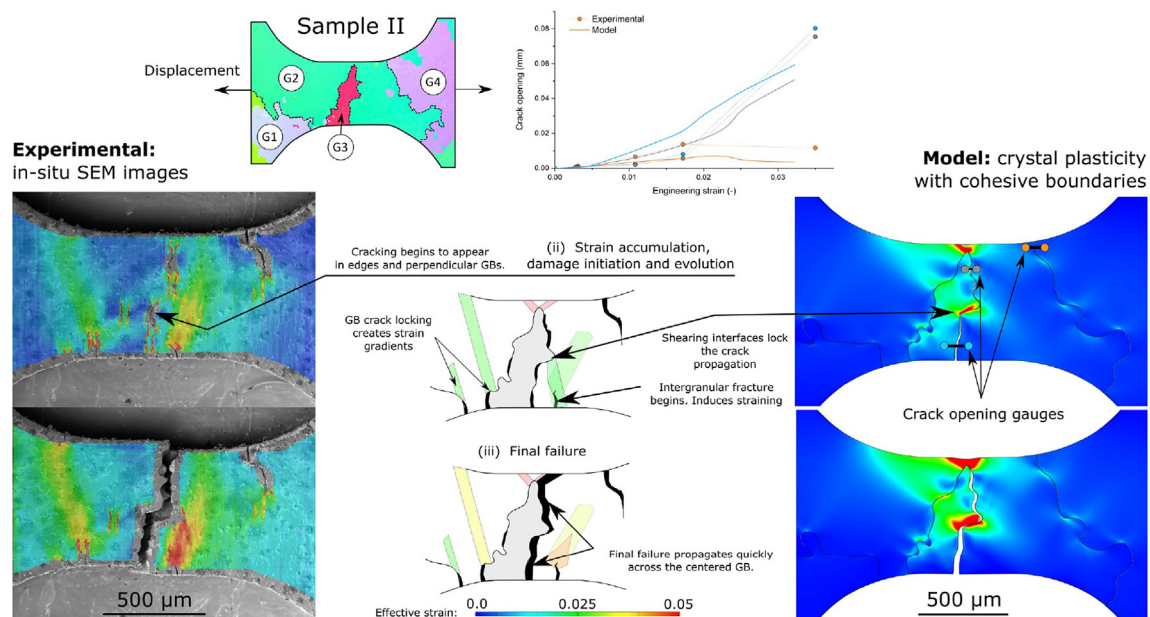 Sample II
Displacement
G1
G2
G3
G4
Crack opening (mm)
0.08
0.06
0.04
0.02
0.00
0.00
0.01
0.02
0.03
Engineering strain (-)
Experimental
Model
Experimental:
in-situ SEM images
Model: crystal plasticity
with cohesive boundaries
(ii) Strain accumulation,
damage initiation and evolution
Cracking begins to appear
in edges and perpendicular GBs.
GB crack locking
creates strain
gradients
Shearing interfaces lock
the crack
propagation
Intergranular fracture
begins. Induces straining
Crack opening gauges
(iii) Final failure
Final failure propagates quickly
across the centered GB.
500 µm
Effective strain:
0.0
0.025
0.05
500 µm